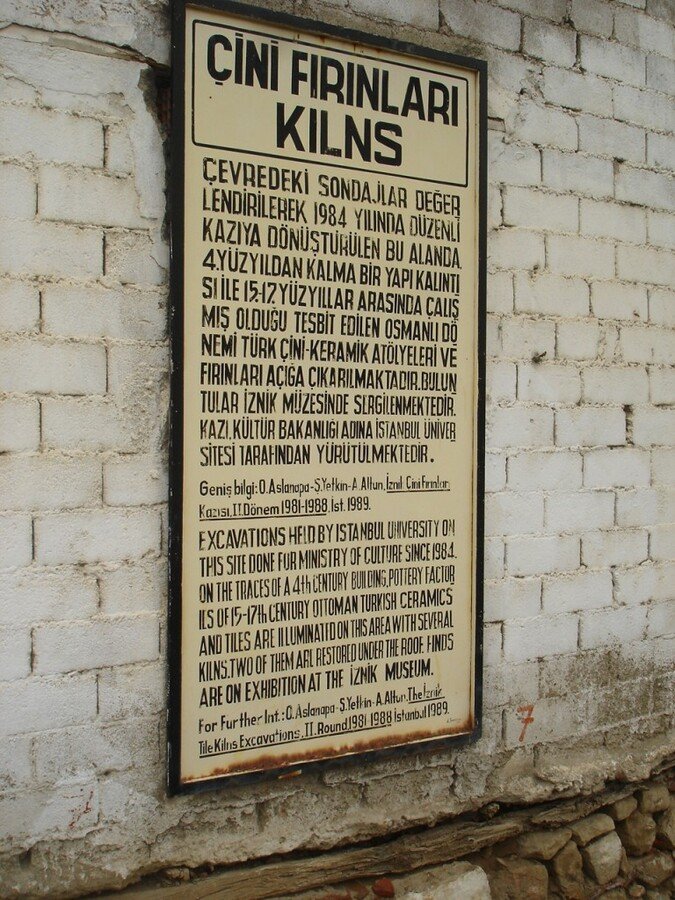 ÇİNİ FIRINLARI
KILNS
ÇEVREDEKİ SONDAJLAR DEĞER
LENDİRİLEREK 1984 YILINDA DÜZENLİ
KAZIYA DÖNÜŞTÜRÜLEN BU ALANDA
4.YÜZYILDAN KALMA BİR YAPI KALINTI
SI İLE 15-17.YÜZYILLAR ARASINDA ÇALIŞ
MIŞ OLDUĞU TESBİT EDİLEN OSMANLI DÖ
NEMİ TÜRK ÇİNİ-KERAMİK ATÖLYELERİ VE
FIRINLARI AÇIĞA ÇIKARILMAKTADIR.BULUN
TULAR İZNİK MÜZESİNDE SERGİLENMEKTEDİR.
KAZI, KÜLTÜR BAKANLIĞI ADINA İSTANBUL ÜNİVER
SİTESİ TARAFINDAN YÜRÜTÜLMEKTEDİR.
Geniş bilgi: O.Aslanapa-Ş.Yetkin-A.Altun, İznik Çini Fırınları
Kazısı, II.Dönem 1981-1988, İst. 1989.
EXCAVATIONS HELD BY ISTANBUL UNIVERSITY ON
THIS SITE DONE FOR MINISTRY OF CULTURE SINCE 1984.
ON THE TRACES OF A 4th CENTURY BUILDING, POTTERY FACTOR
IES OF 15-17th CENTURY OTTOMAN TURKISH CERAMICS
AND TILES ARE ILLUMINATED ON THIS AREA WITH SEVERAL
KILNS. TWO OF THEM ARE RESTORED UNDER THE ROOF. FINDS
ARE ON EXHIBITION AT THE İZNİK MUSEUM.
For Further Int.: O.Aslanapa-Ş.Yetkin-A.Altun, The İznik
Tile Kilns Excavations, II. Round, 1981-1988 İstanbul 1989.
7